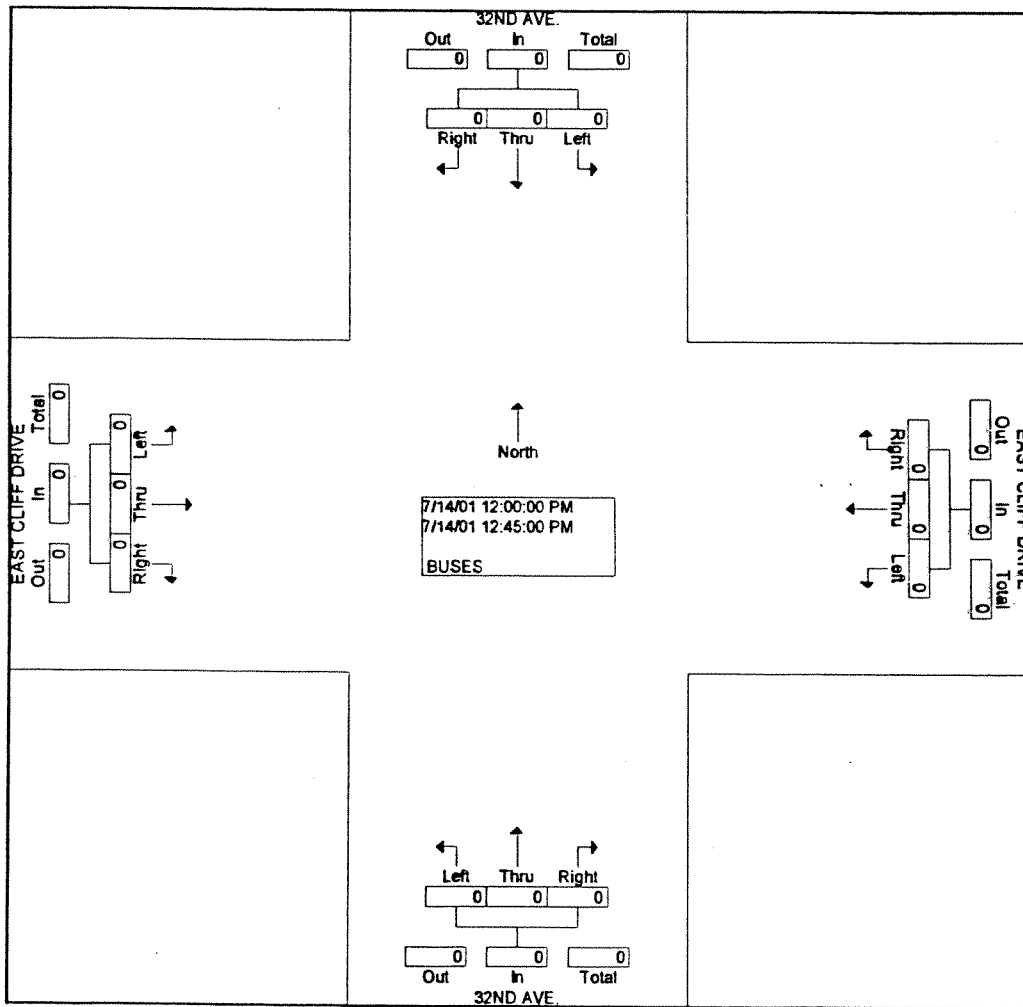 32ND AVE.
Out In Total
0 0 0
0 0 0
Right Thru Left
EAST CLIFF DRIVE
Total In Out
0 0 0
0 0 0
Left Thru Right
North
7/14/01 12:00:00 PM
7/14/01 12:45:00 PM
BUSES
Right Thru Left
0 0 0
0 0 0
Out In Total
EAST CLIFF DRIVE
Left Thru Right
0 0 0
0 0 0
Out In Total
32ND AVE.